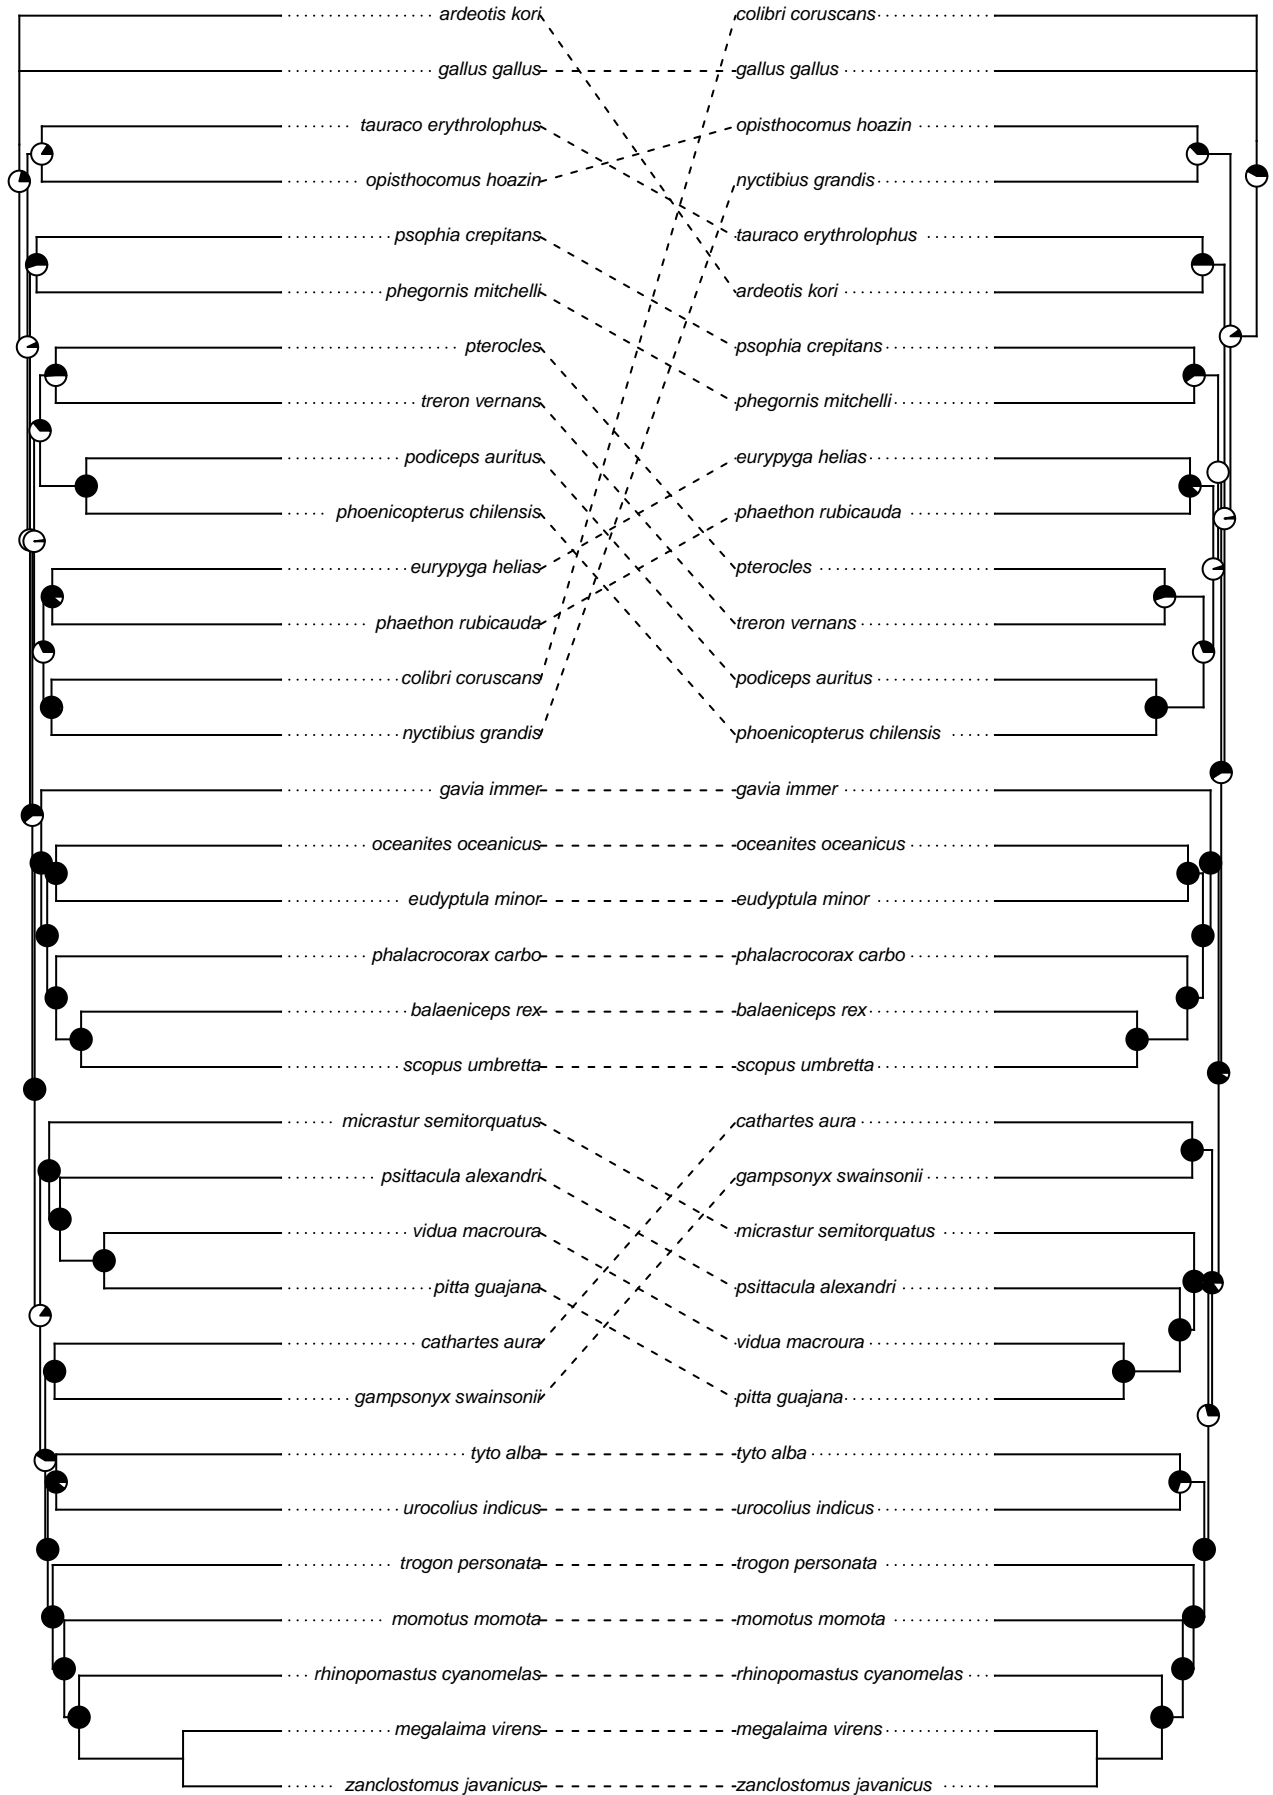 ardeotis kori colibri coruscans
gallus gallus gallus gallus
tauraco erythrolophus opisthocomus hoazin
opisthocomus hoazin nyctibius grandis
psophia crepitans tauraco erythrolophus
phegornis mitchelli ardeotis kori
pterocles psophia crepitans
treron vernans phegornis mitchelli
podiceps auritus eurypyga helias
phoenicopterus chilensis phaethon rubicauda
eurypyga helias pterocles
phaethon rubicauda treron vernans
colibri coruscans podiceps auritus
nyctibius grandis phoenicopterus chilensis
gavia immer gavia immer
oceanites oceanicus oceanites oceanicus
eudyptula minor eudyptula minor
phalacrocorax carbo phalacrocorax carbo
balaeniceps rex balaeniceps rex
scopus umbretta scopus umbretta
micrastur semitorquatus cathartes aura
psittacula alexandri gampsonyx swainsonii
vidua macroura micrastur semitorquatus
pitta guajana psittacula alexandri
cathartes aura vidua macroura
gampsonyx swainsonii pitta guajana
tyto alba tyto alba
urocolius indicus urocolius indicus
trogon personata trogon personata
momotus momota momotus momota
rhinopomastus cyanomelas rhinopomastus cyanomelas
megalaima virens megalaima virens
zanclostomus javanicus zanclostomus javanicus